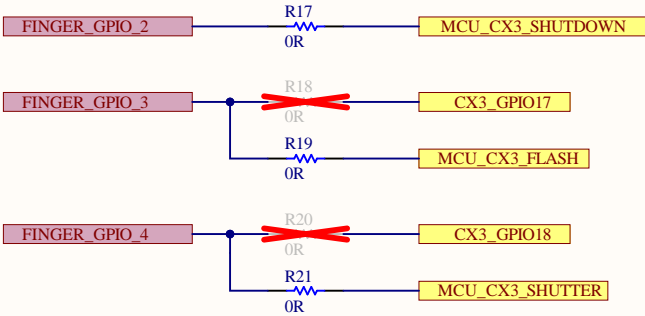 R17
FINGER_GPIO_2 MCU_CX3_SHUTDOWN
0R
R18
FINGER_GPIO_3 CX3_GPIO17
0R
R19
MCU_CX3_FLASH
0R
R20
FINGER_GPIO_4 CX3_GPIO18
0R
R21
MCU_CX3_SHUTTER
0R